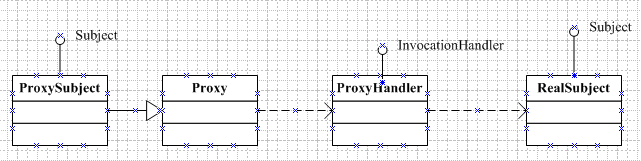 Subject
Subject
InvocationHandler
ProxySubject
Proxy
ProxyHandler
RealSubject